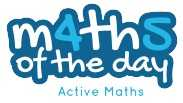 m4ths
of the day
Active Maths